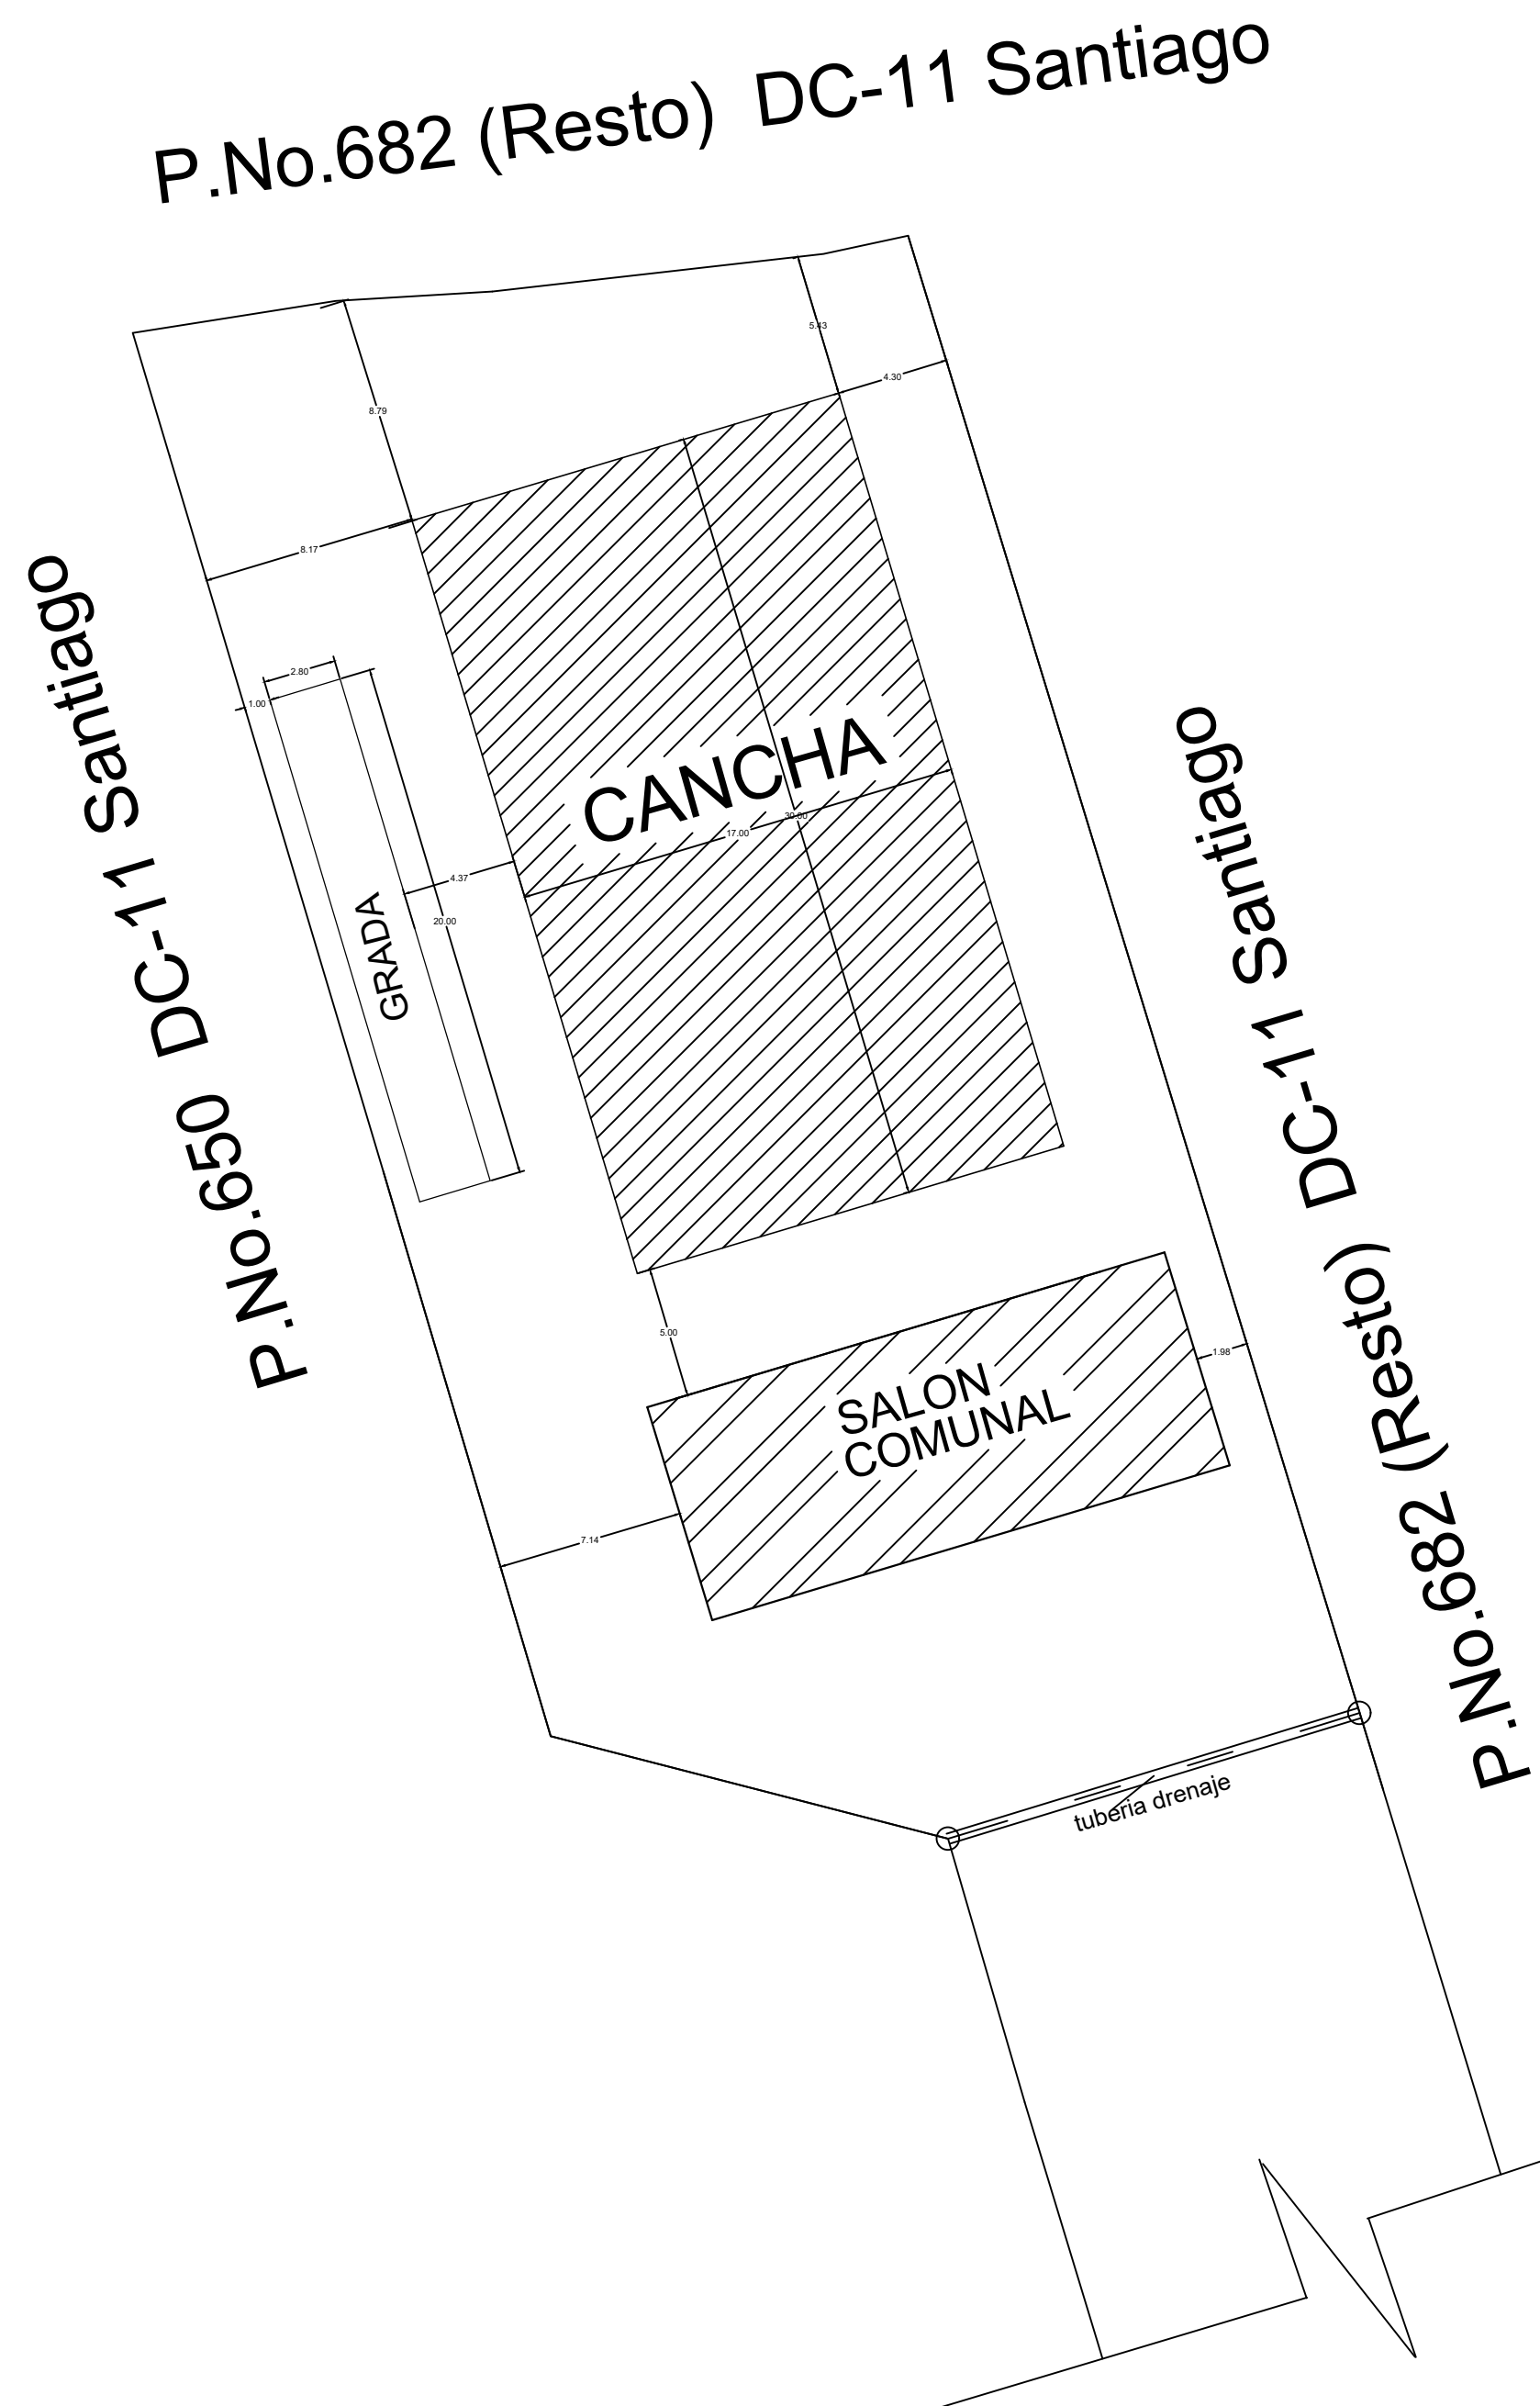 P.No.682 (Resto)  DC-11 Santiago
5.43
4.30
8.79
8.17
2.80
1.00
CANCHA
30.00
17.00
4.37
20.00
GRADA
P.No.650  DC-11 Santiago
P.No.682 (Resto)  DC-11 Santiago
5.00
1.98
SALON
COMUNAL
7.14
tuberia drenaje